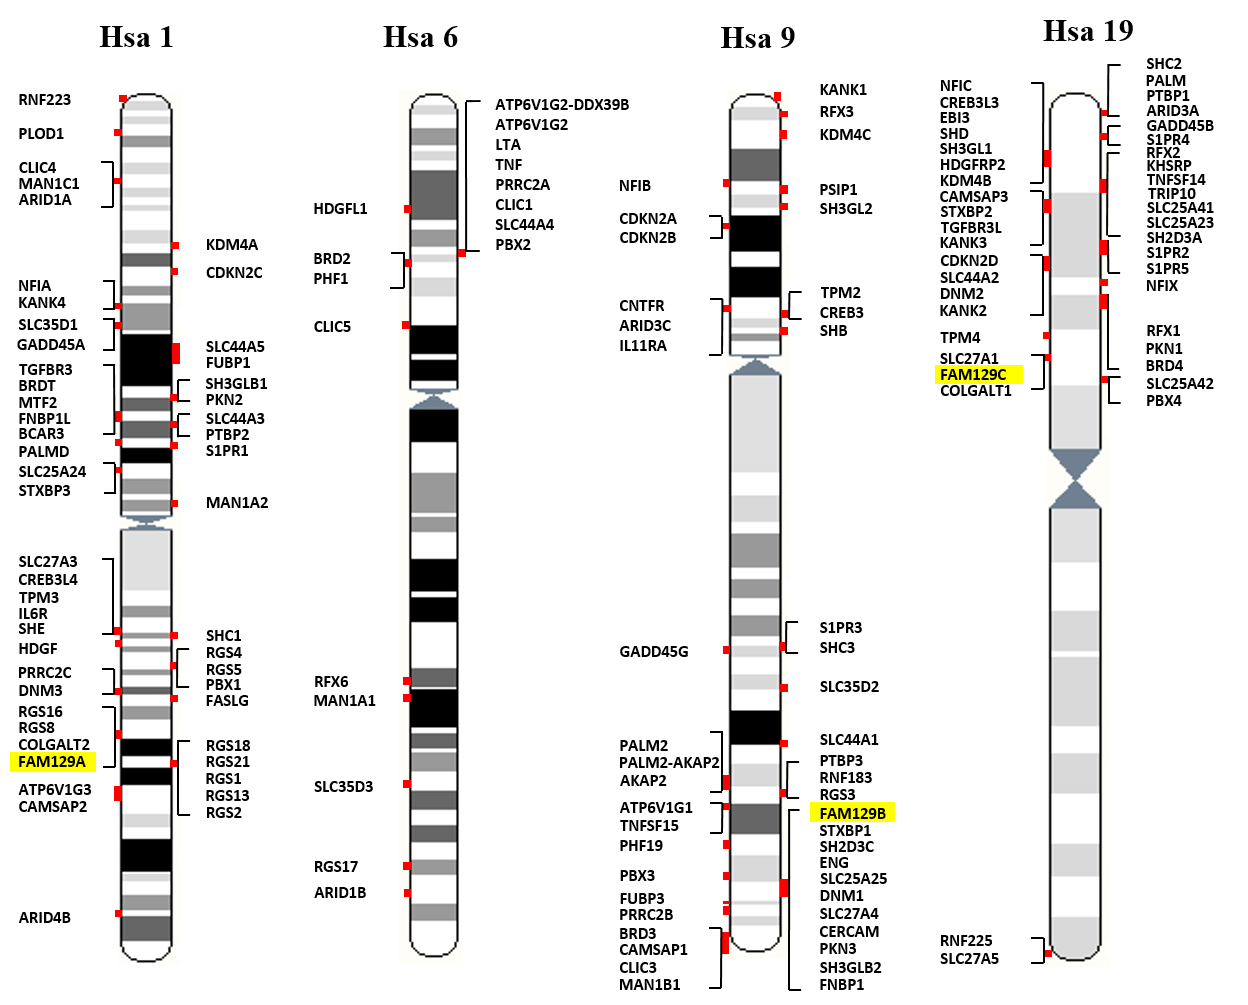 Hsa 1
RNF223
PLOD1
CLIC4
MAN1C1
ARID1A
NFIA
KANK4
SLC35D1
GADD45A
TGFBR3
BRDT
MTF2
FNBP1L
BCAR3
PALMD
SLC25A24
STXBP3
SLC27A3
CREB3L4
TPM3
IL6R
SHE
HDGF
PRRC2C
DNM3
RGS16
RGS8
COLGALT2
FAM129A
ATP6V1G3
CAMSAP2
ARID4B
KDM4A
CDKN2C
SLC44A5
FUBP1
SH3GLB1
PKN2
SLC44A3
PTBP2
S1PR1
MAN1A2
SHC1
RGS4
RGS5
PBX1
FASLG
RGS18
RGS21
RGS1
RGS13
RGS2
Hsa 6
HDGFL1
BRD2
PHF1
CLIC5
RFX6
MAN1A1
SLC35D3
RGS17
ARID1B
ATP6V1G2-DDX39B
ATP6V1G2
LTA
TNF
PRRC2A
CLIC1
SLC44A4
PBX2
Hsa 9
NFIB
CDKN2A
CDKN2B
CNTFR
ARID3C
IL11RA
GADD45G
PALM2
PALM2-AKAP2
AKAP2
ATP6V1G1
TNFSF15
PHF19
PBX3
FUBP3
PRRC2B
BRD3
CAMSAP1
CLIC3
MAN1B1
KANK1
RFX3
KDM4C
PSIP1
SH3GL2
TPM2
CREB3
SHB
S1PR3
SHC3
SLC35D2
SLC44A1
PTBP3
RNF183
RGS3
FAM129B
STXBP1
SH2D3C
ENG
SLC25A25
DNM1
SLC27A4
CERCAM
PKN3
SH3GLB2
FNBP1
Hsa 19
NFIC
CREB3L3
EBI3
SHD
SH3GL1
HDGFRP2
KDM4B
CAMSAP3
STXBP2
TGFBR3L
KANK3
CDKN2D
SLC44A2
DNM2
KANK2
TPM4
SLC27A1
FAM129C
COLGALT1
RNF225
SLC27A5
SHC2
PALM
PTBP1
ARID3A
GADD45B
S1PR4
RFX2
KHSRP
TNFSF14
TRIP10
SLC25A41
SLC25A23
SH2D3A
S1PR2
S1PR5
NFIX
RFX1
PKN1
BRD4
SLC25A42
PBX4